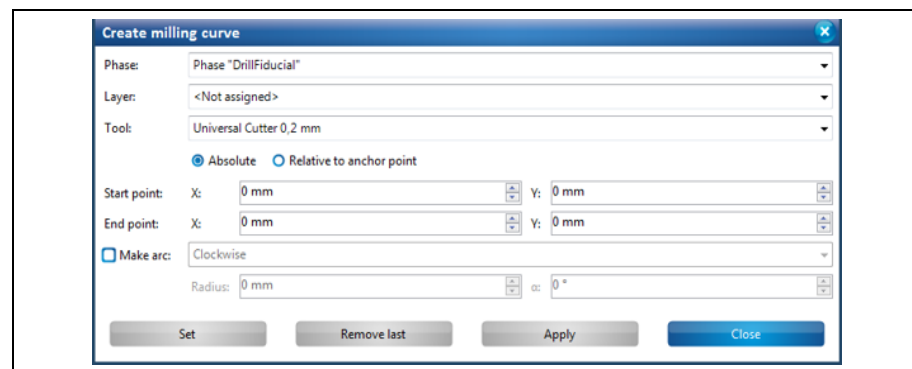 Create milling curve
Phase: Phase "DrillFiducial"
Layer: <Not assigned>
Tool: Universal Cutter 0,2 mm
Absolute Relative to anchor point
Start point: X: 0 mm Y: 0 mm
End point: X: 0 mm Y: 0 mm
Make arc: Clockwise
Radius: 0 mm α: 0 °
Set Remove last Apply Close